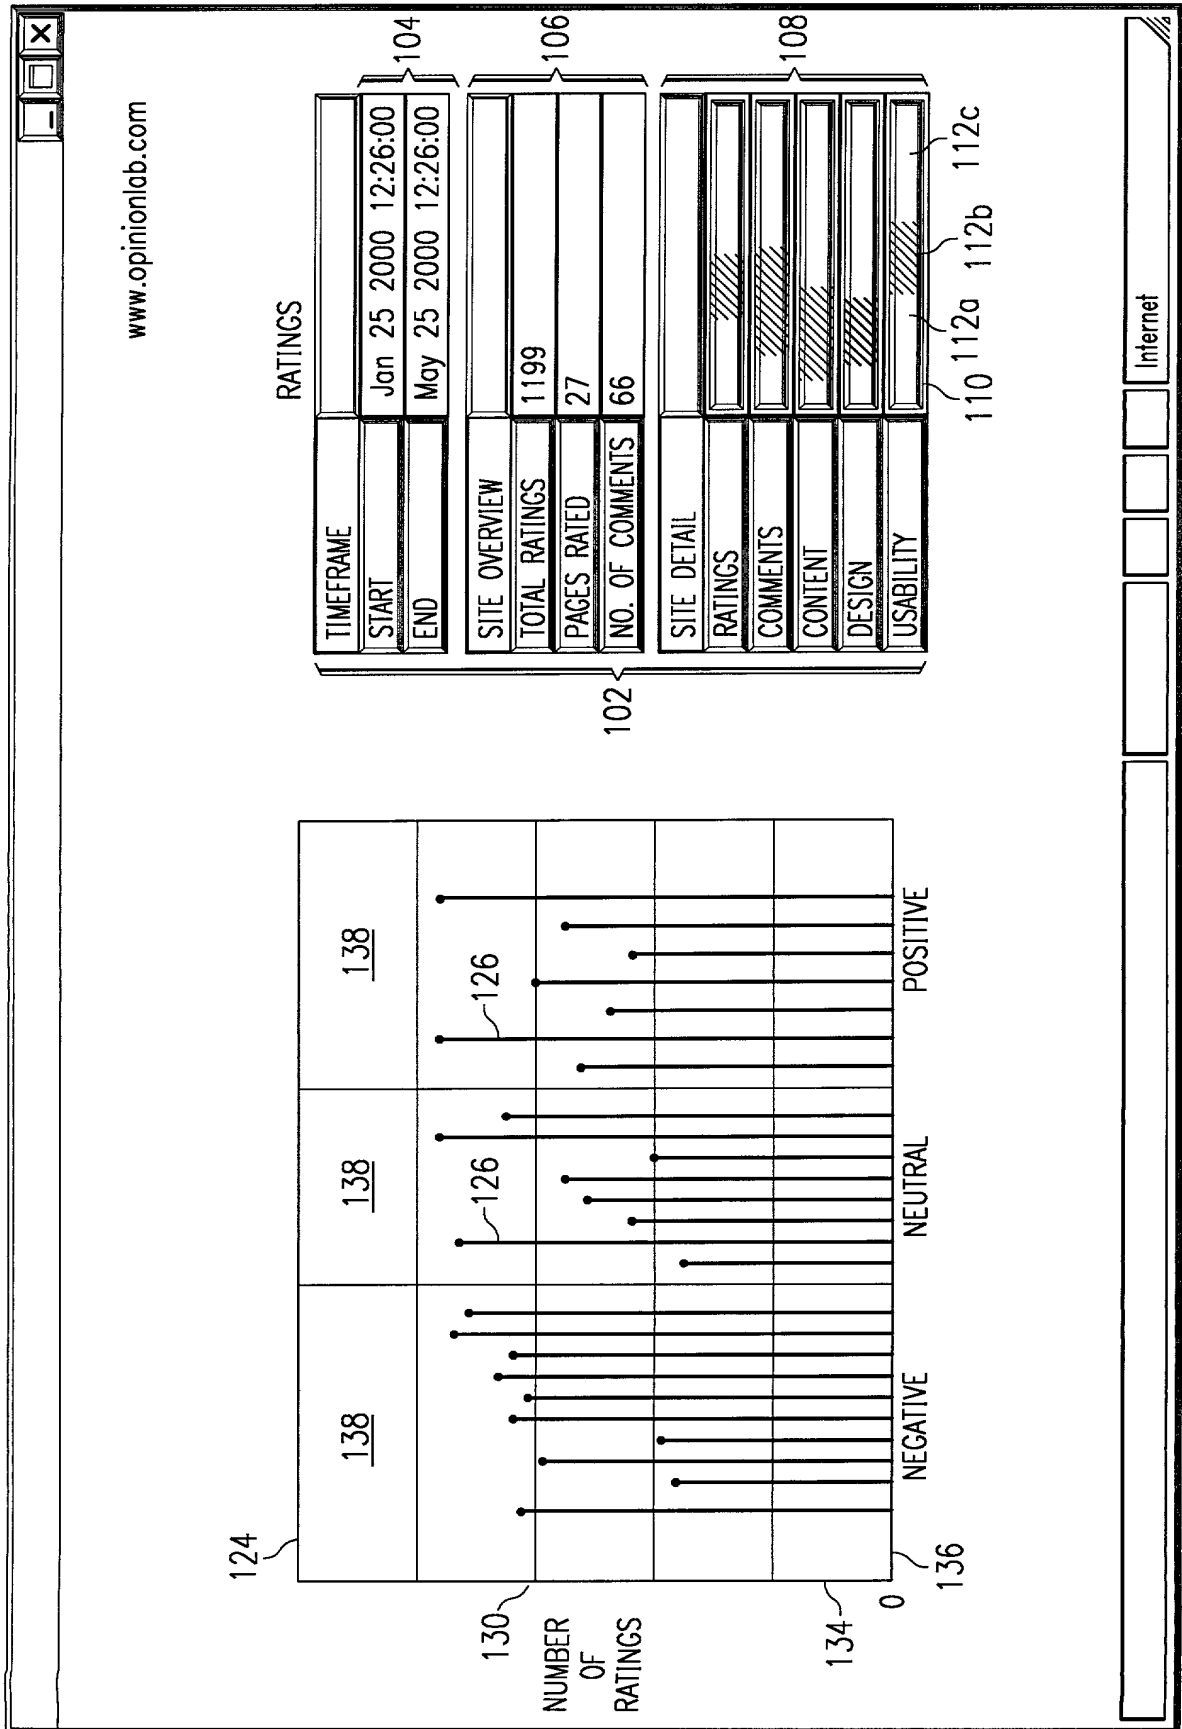 www.opinionlab.com
124
138
138
138
126
126
130
NUMBER
OF
RATINGS
134
0
136
NEGATIVE
NEUTRAL
POSITIVE
RATINGS
TIMEFRAME
START Jan 25 2000 12:26:00
END May 25 2000 12:26:00
104
SITE OVERVIEW
TOTAL RATINGS 1199
PAGES RATED 27
NO. OF COMMENTS 66
106
102
SITE DETAIL
RATINGS
COMMENTS
CONTENT
DESIGN
USABILITY
108
110
112a
112b
112c
Internet